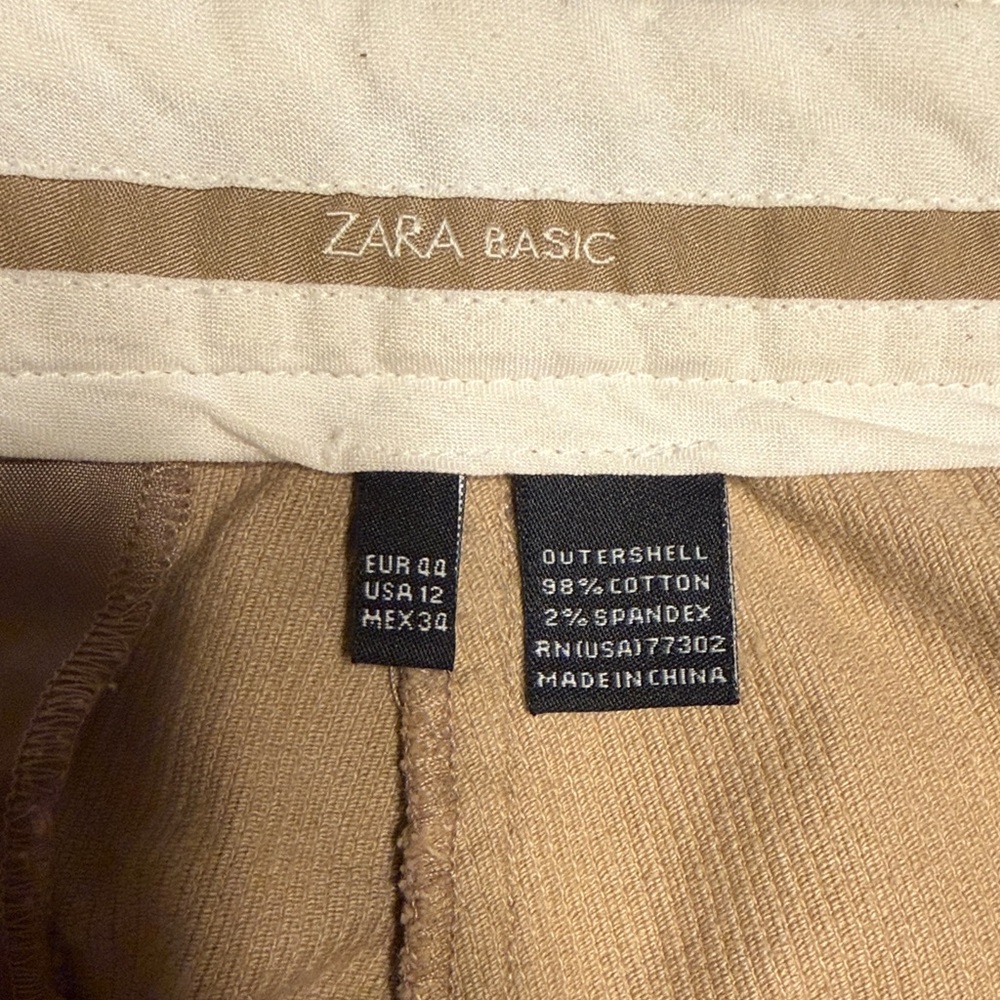 ZARA BASIC
EUR 44
USA 12
MEX 34
OUTERSHELL
98% COTTON
2% SPANDEX
RN(USA)77302
MADE IN CHINA